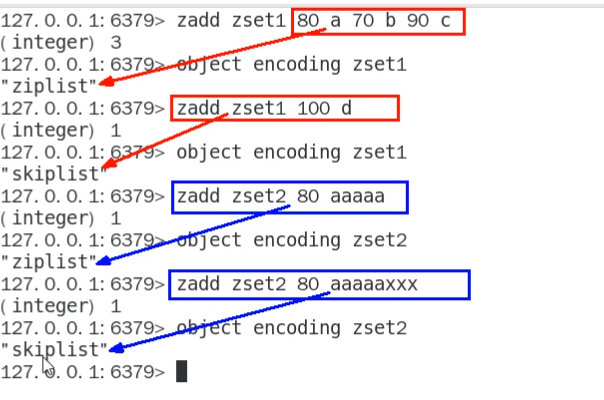 127.0.0.1:6379> zadd zset1 80 a 70 b 90 c
(integer) 3
127.0.0.1:6379> object encoding zset1
"ziplist"
127.0.0.1:6379> zadd zset1 100 d
(integer) 1
127.0.0.1:6379> object encoding zset1
"skiplist"
127.0.0.1:6379> zadd zset2 80 aaaaa
(integer) 1
127.0.0.1:6379> object encoding zset2
"ziplist"
127.0.0.1:6379> zadd zset2 80 aaaaaxxx
(integer) 1
127.0.0.1:6379> object encoding zset2
"skiplist"
127.0.0.1:6379>